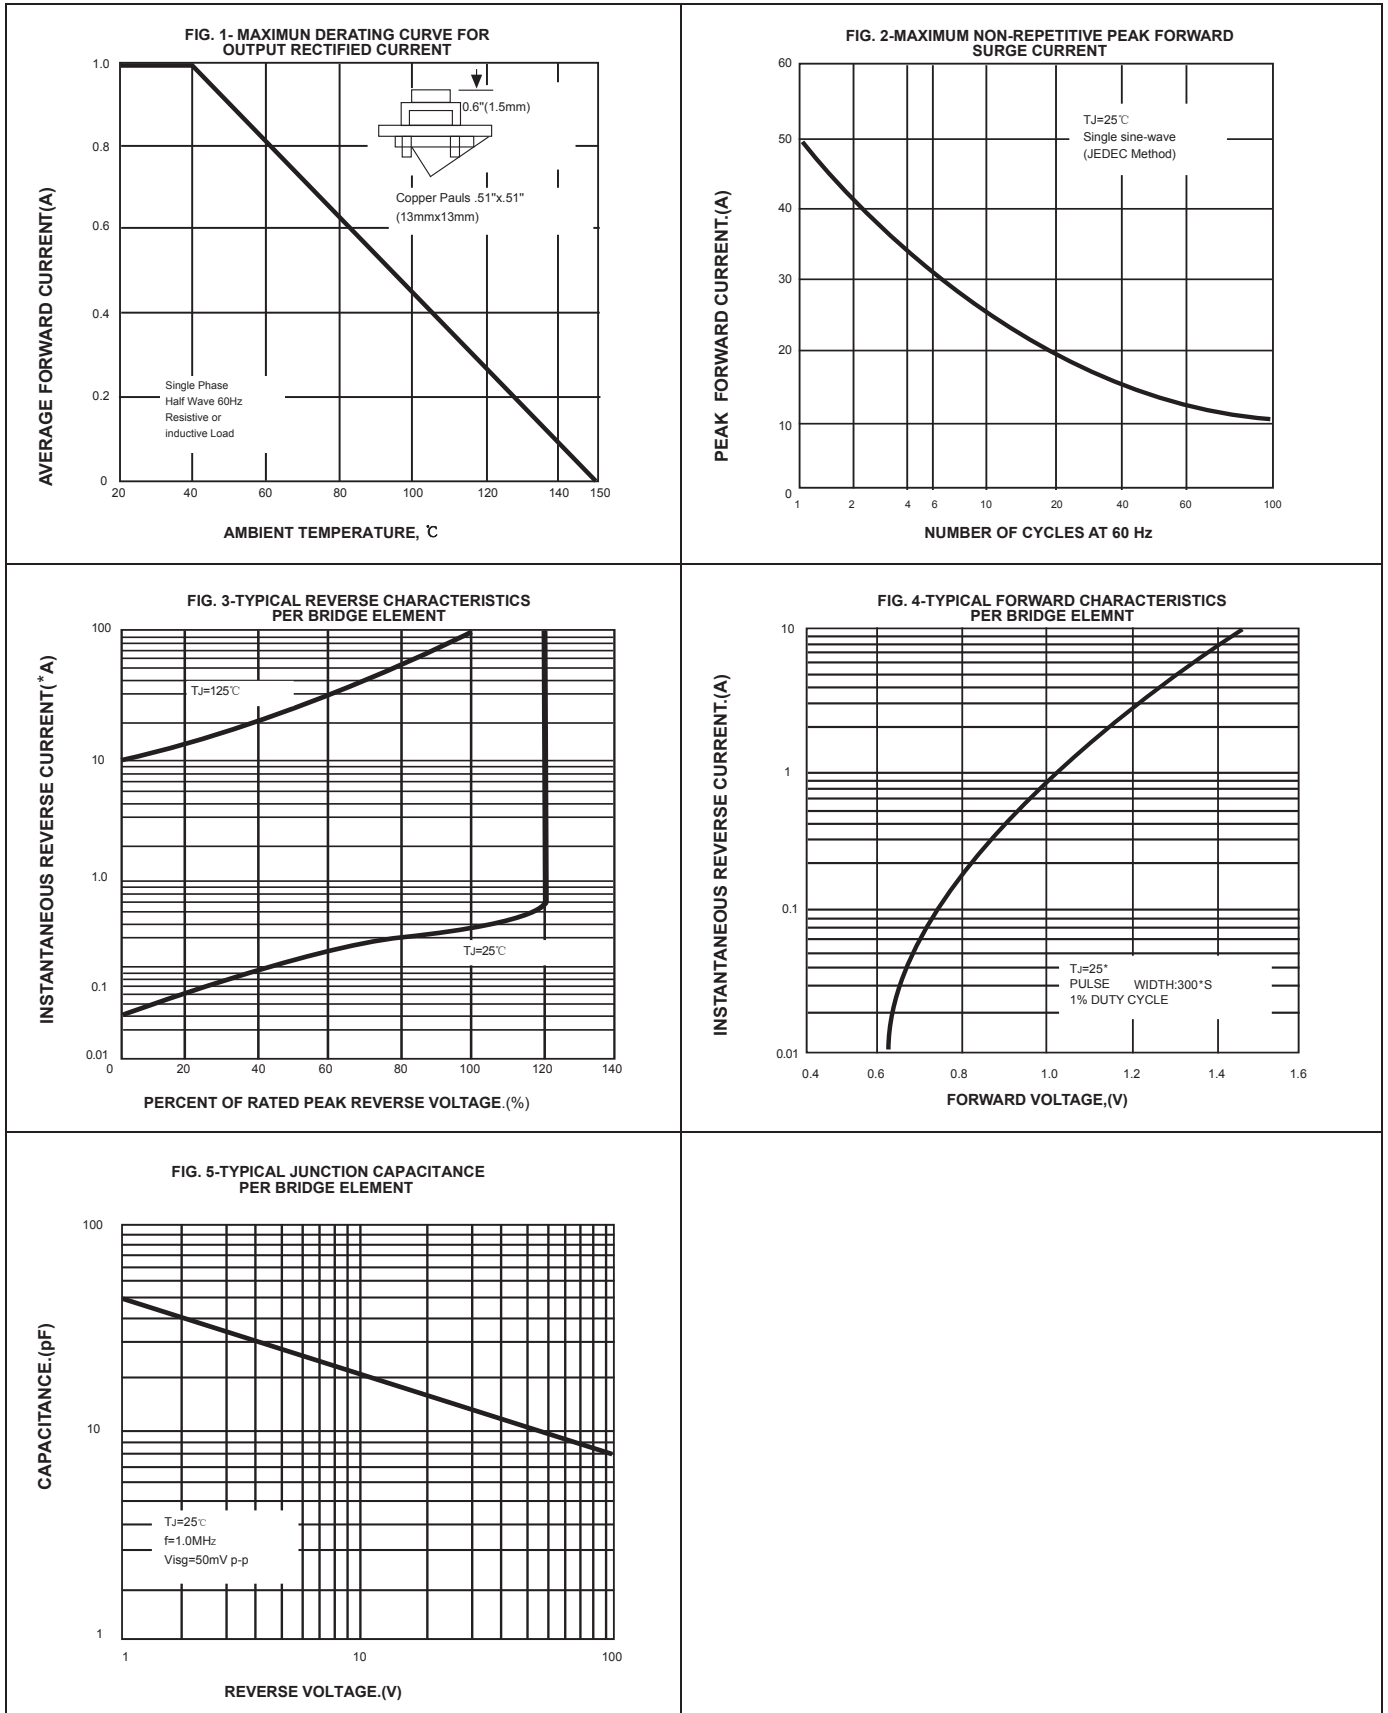 FIG. 1- MAXIMUN DERATING CURVE FOR
OUTPUT RECTIFIED CURRENT
AVERAGE FORWARD CURRENT(A)
1.0
0.8
0.6
0.4
0.2
0
0.6"(1.5mm)
Copper Pauls .51"x.51"
(13mmx13mm)
Single Phase
Half Wave 60Hz
Resistive or
inductive Load
20 40 60 80 100 120 140 150
AMBIENT TEMPERATURE, ℃
FIG. 2-MAXIMUM NON-REPETITIVE PEAK FORWARD
SURGE CURRENT
PEAK FORWARD CURRENT.(A)
60
50
40
30
20
10
0
TJ=25℃
Single sine-wave
(JEDEC Method)
1 2 4 6 10 20 40 60 100
NUMBER OF CYCLES AT 60 Hz
FIG. 3-TYPICAL REVERSE CHARACTERISTICS
PER BRIDGE ELEMENT
INSTANTANEOUS REVERSE CURRENT(*A)
100
10
1.0
0.1
0.01
TJ=125℃
TJ=25℃
0 20 40 60 80 100 120 140
PERCENT OF RATED PEAK REVERSE VOLTAGE.(%)
FIG. 4-TYPICAL FORWARD CHARACTERISTICS
PER BRIDGE ELEMNT
INSTANTANEOUS REVERSE CURRENT.(A)
10
1
0.1
0.01
TJ=25*
PULSE WIDTH:300*S
1% DUTY CYCLE
0.4 0.6 0.8 1.0 1.2 1.4 1.6
FORWARD VOLTAGE,(V)
FIG. 5-TYPICAL JUNCTION CAPACITANCE
PER BRIDGE ELEMENT
CAPACITANCE.(pF)
100
10
1
TJ=25℃
f=1.0MHz
Visg=50mV p-p
1 10 100
REVERSE VOLTAGE.(V)